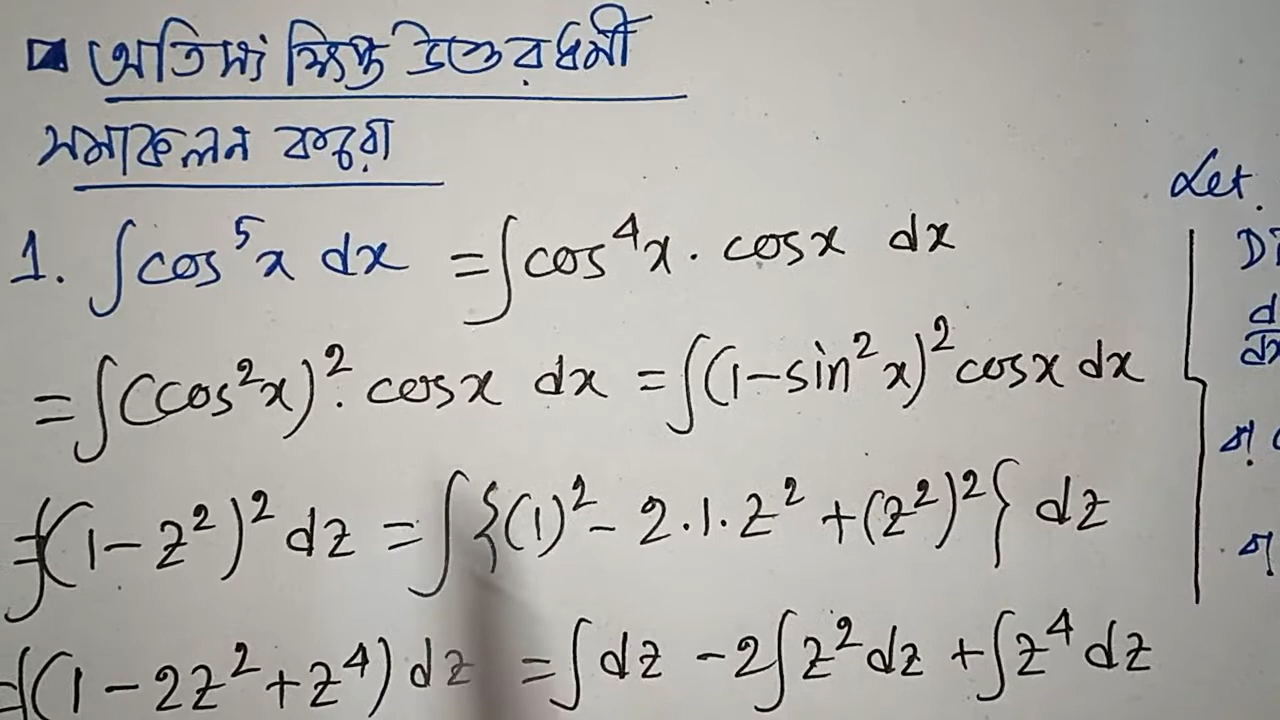 অতিসংক্ষিপ্ত উত্তরধর্মী
সমাকলন করো
1. ∫cos⁵x dx = ∫cos⁴x . cosx dx
= ∫(cos²x)². cosx dx = ∫(1-sin²x)² cosx dx
= ∫(1-z²)² dz = ∫{(1)² - 2.1.z² + (z²)²} dz
= ∫(1-2z²+z⁴) dz = ∫dz - 2∫z² dz + ∫z⁴ dz
Let.